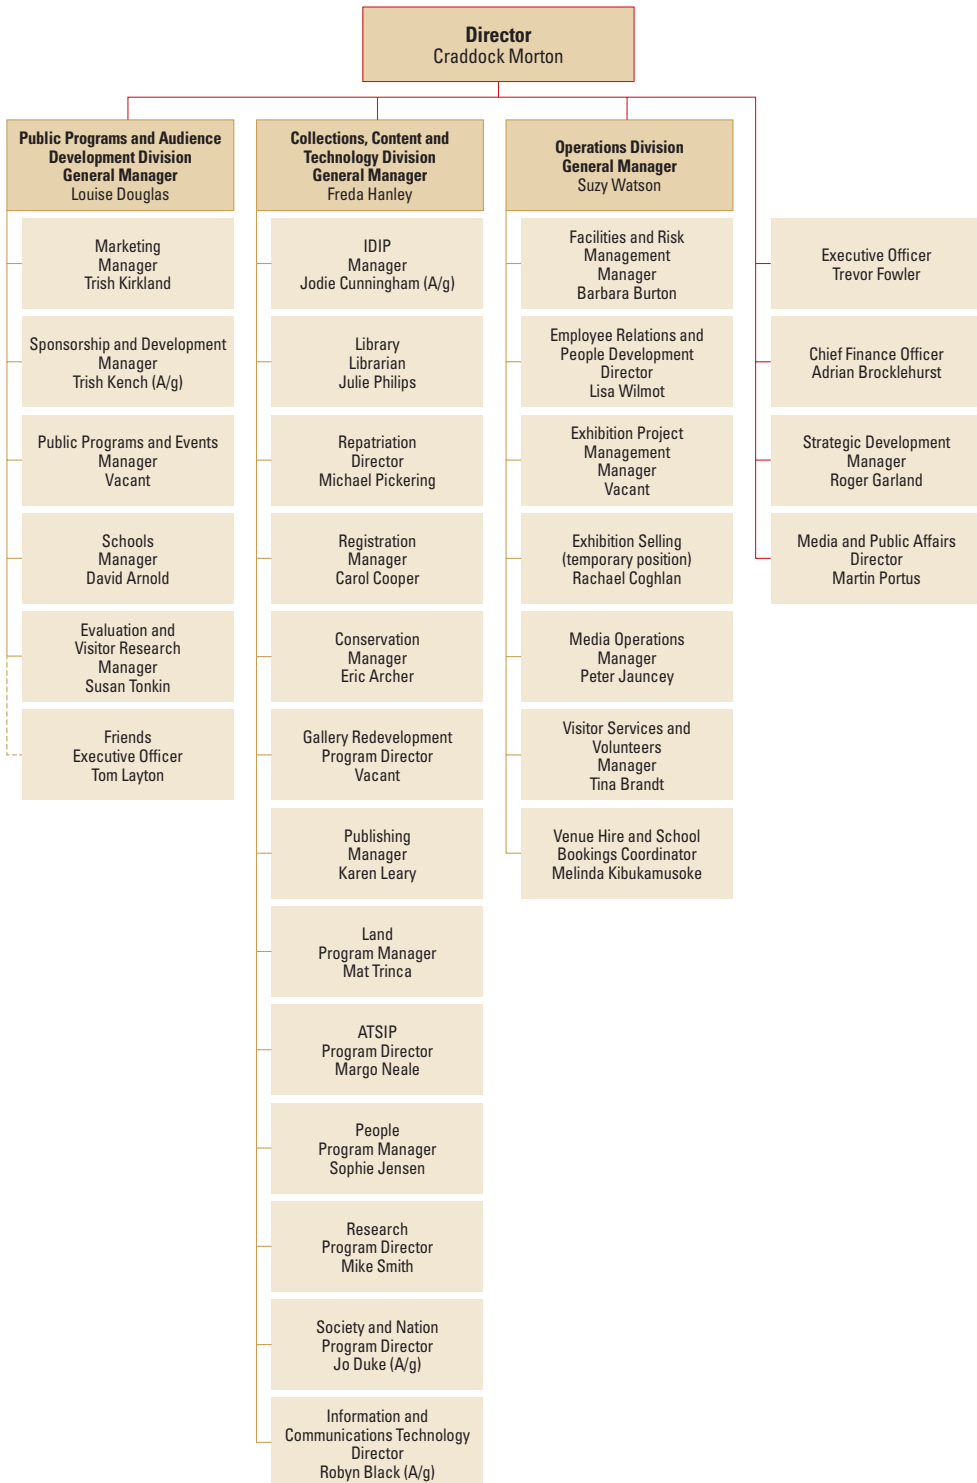 Director
Craddock Morton
Public Programs and Audience
Development Division
General Manager
Louise Douglas
Marketing
Manager
Trish Kirkland
Sponsorship and Development
Manager
Trish Kench (A/g)
Public Programs and Events
Manager
Vacant
Schools
Manager
David Arnold
Evaluation and
Visitor Research
Manager
Susan Tonkin
Friends
Executive Officer
Tom Layton
Collections, Content and
Technology Division
General Manager
Freda Hanley
IDIP
Manager
Jodie Cunningham (A/g)
Library
Librarian
Julie Philips
Repatriation
Director
Michael Pickering
Registration
Manager
Carol Cooper
Conservation
Manager
Eric Archer
Gallery Redevelopment
Program Director
Vacant
Publishing
Manager
Karen Leary
Land
Program Manager
Mat Trinca
ATSIP
Program Director
Margo Neale
People
Program Manager
Sophie Jensen
Research
Program Director
Mike Smith
Society and Nation
Program Director
Jo Duke (A/g)
Information and
Communications Technology
Director
Robyn Black (A/g)
Operations Division
General Manager
Suzy Watson
Facilities and Risk
Management
Manager
Barbara Burton
Employee Relations and
People Development
Director
Lisa Wilmot
Exhibition Project
Management
Manager
Vacant
Exhibition Selling
(temporary position)
Rachael Coghlan
Media Operations
Manager
Peter Jauncey
Visitor Services and
Volunteers
Manager
Tina Brandt
Venue Hire and School
Bookings Coordinator
Melinda Kibukamusoke
Executive Officer
Trevor Fowler
Chief Finance Officer
Adrian Brocklehurst
Strategic Development
Manager
Roger Garland
Media and Public Affairs
Director
Martin Portus